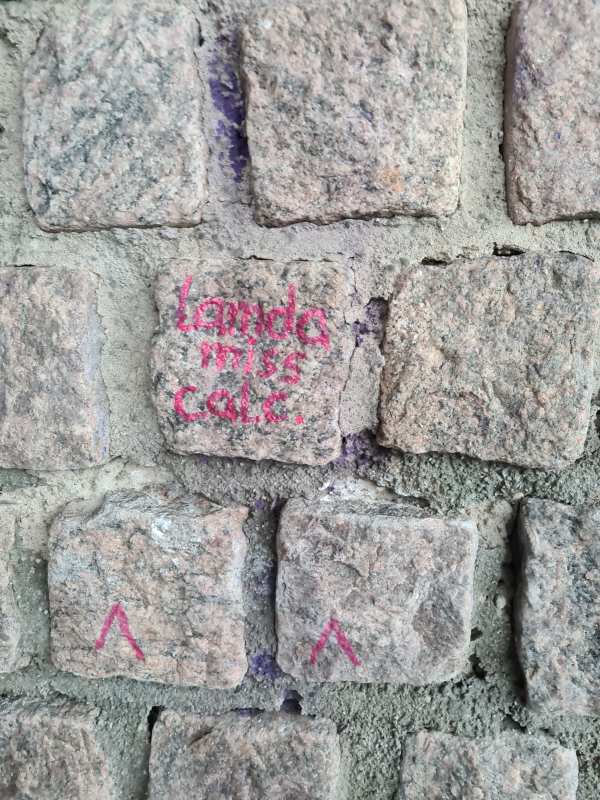 Lamda
miss
calc.
Λ Λ